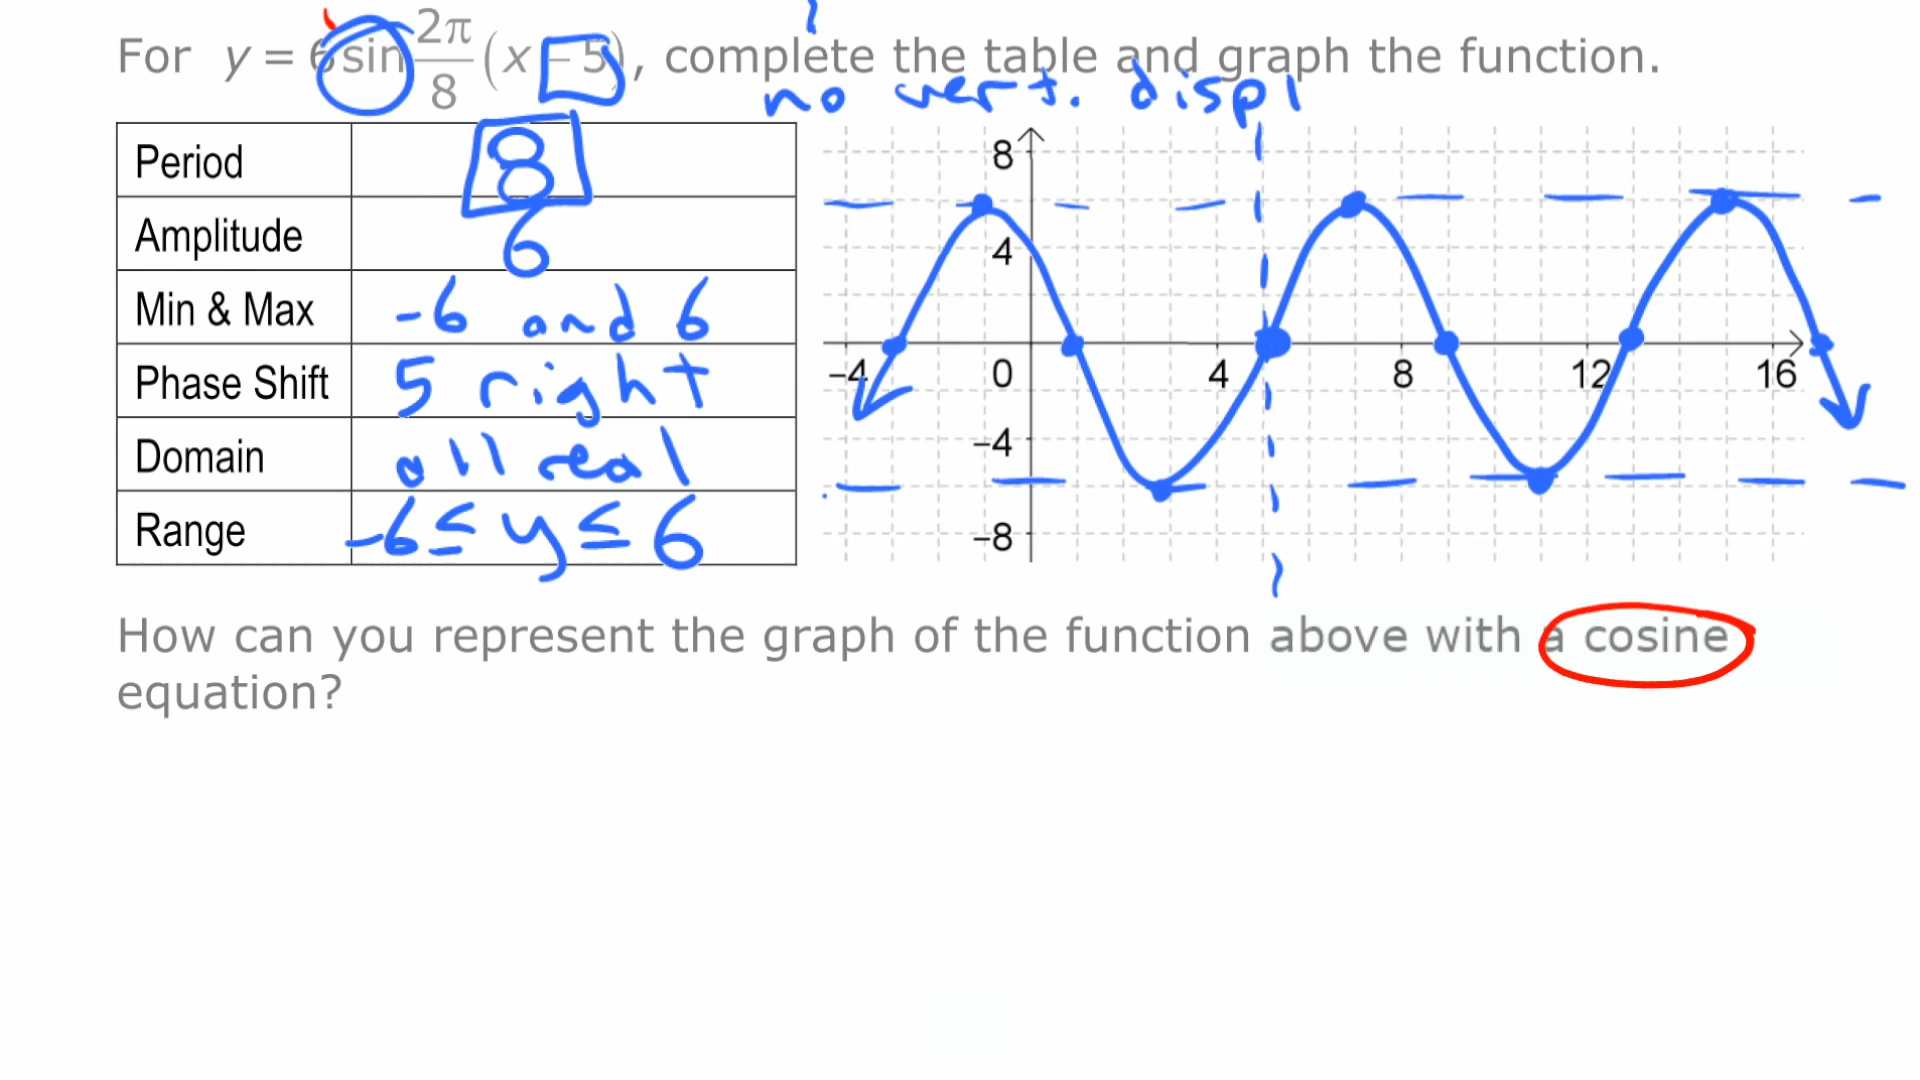 For y = 6sin 2π/8 (x − 5), complete the table and graph the function.
no vert. displ
Period 8
Amplitude 6
Min & Max -6 and 6
Phase Shift 5 right
Domain all real
Range -6 ≤ y ≤ 6
8
4
−4 0 4 8 12 16
−4
−8
How can you represent the graph of the function above with a cosine
equation?